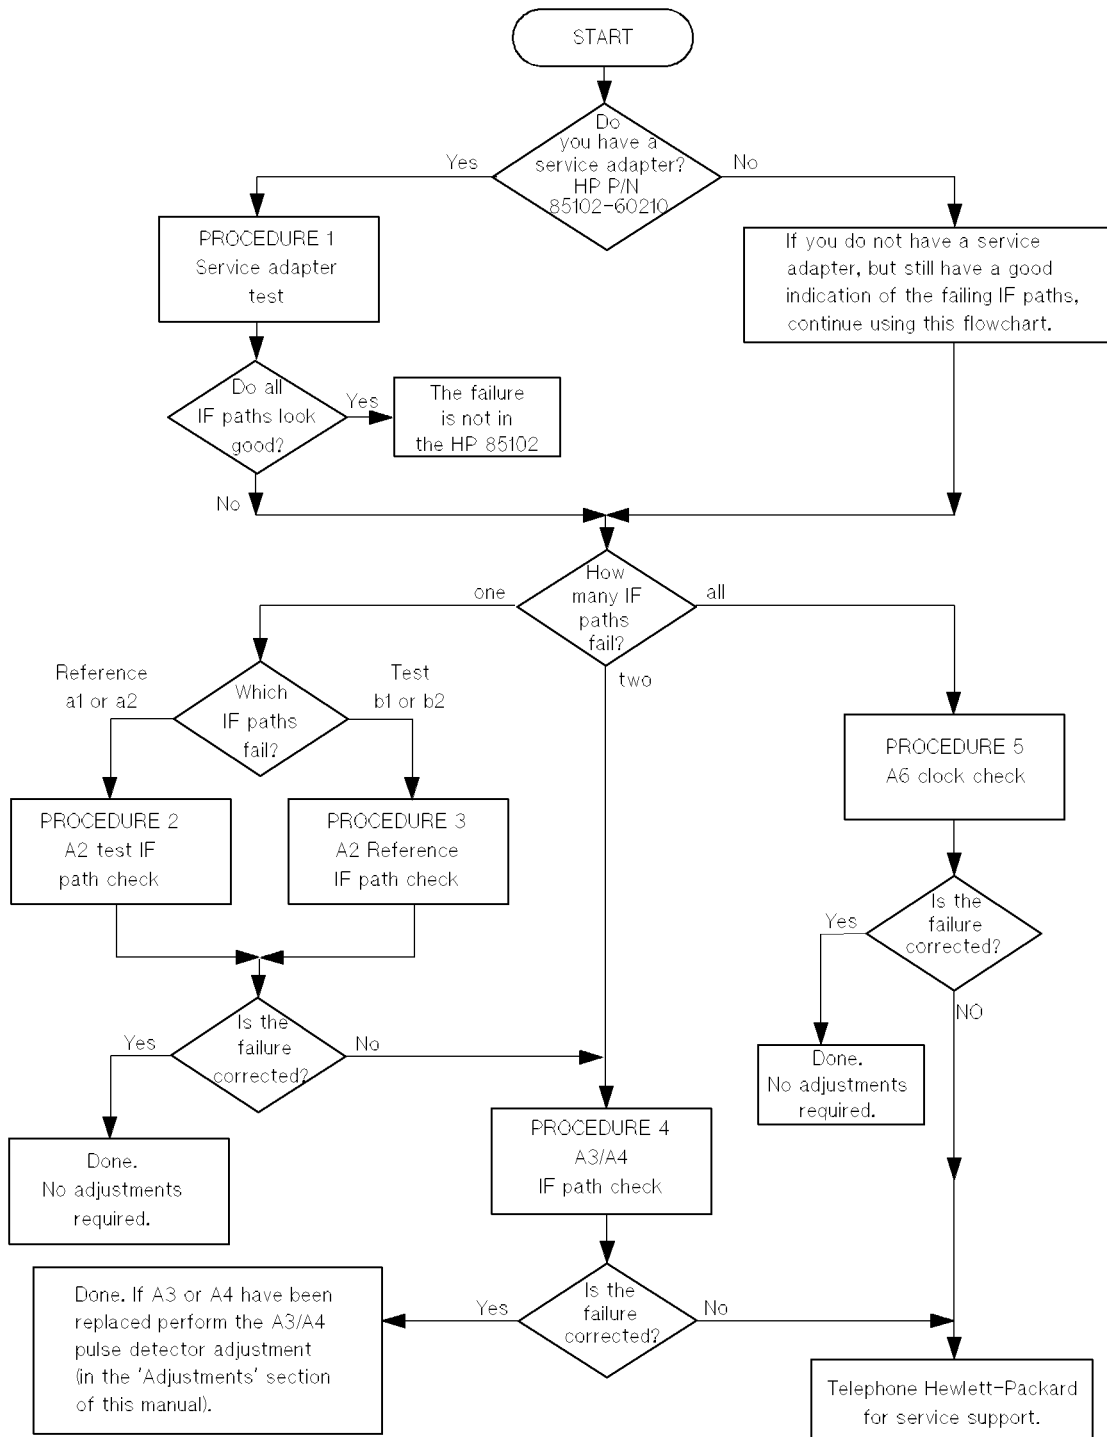 START
Do
you have a
service adapter?
HP P/N
85102-60210
Yes
No
PROCEDURE 1
Service adapter
test
If you do not have a service
adapter, but still have a good
indication of the failing IF paths,
continue using this flowchart.
Do all
IF paths look
good?
Yes
The failure
is not in
the HP 85102
No
How
many IF
paths
fail?
one
all
two
Reference
a1 or a2
Which
IF paths
fail?
Test
b1 or b2
PROCEDURE 2
A2 test IF
path check
PROCEDURE 3
A2 Reference
IF path check
PROCEDURE 5
A6 clock check
Is the
failure
corrected?
Yes
NO
Done.
No adjustments
required.
Is the
failure
corrected?
Yes
No
Done.
No adjustments
required.
PROCEDURE 4
A3/A4
IF path check
Is the
failure
corrected?
Yes
No
Done. If A3 or A4 have been
replaced perform the A3/A4
pulse detector adjustment
(in the 'Adjustments' section
of this manual).
Telephone Hewlett-Packard
for service support.